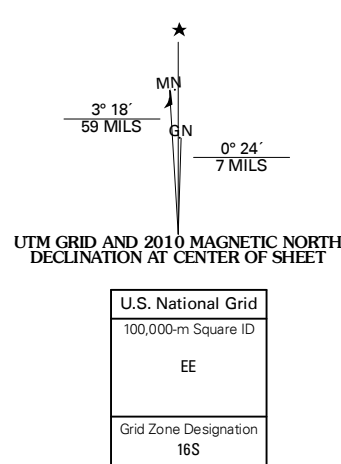 MN
3° 18´
59 MILS
GN
0° 24´
7 MILS
UTM GRID AND 2010 MAGNETIC NORTH
DECLINATION AT CENTER OF SHEET
U.S. National Grid
100,000-m Square ID
EE
Grid Zone Designation
16S